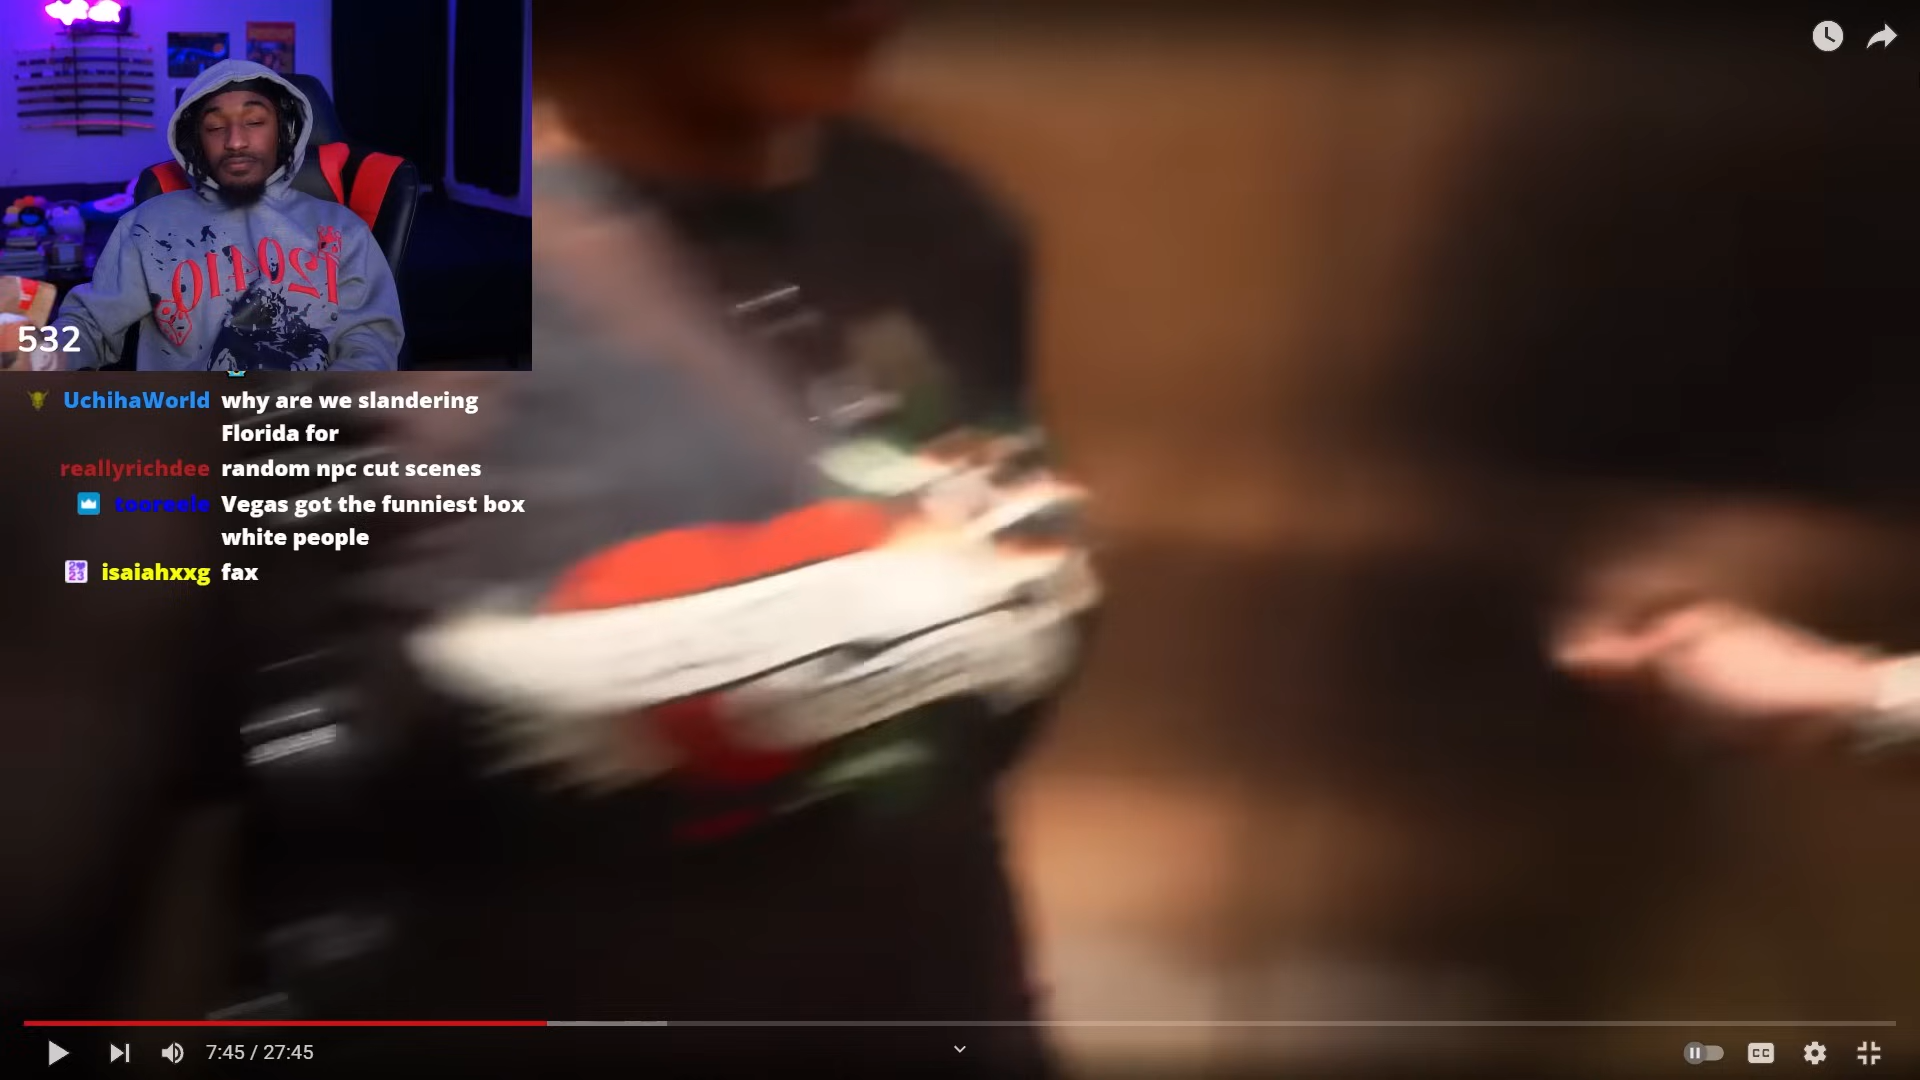 532
UchihaWorld why are we slandering
Florida for
reallyrichdee random npc cut scenes
Vegas got the funniest box
white people
isaiahxxg fax
7:45 / 27:45
CC